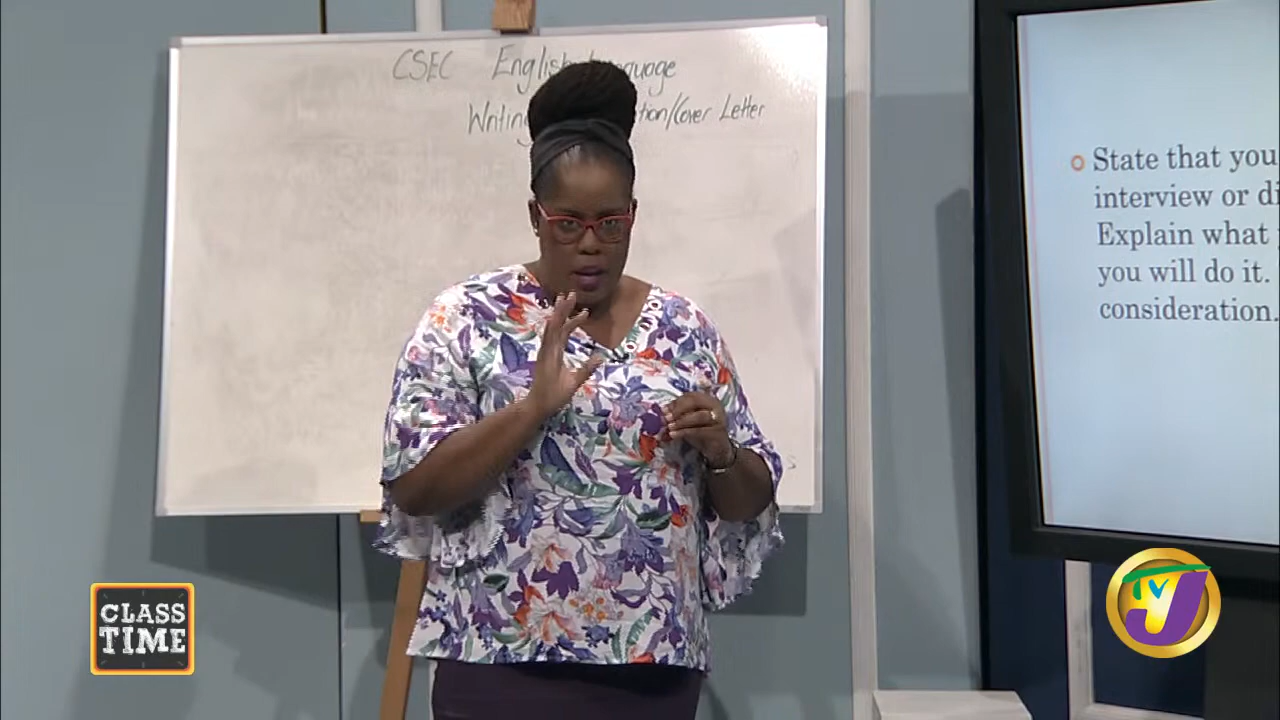 CSEC English Language
Writing /Cover Letter
State that you
interview or di
Explain what
you will do it.
consideration.
CLASS
TIME
TVJ